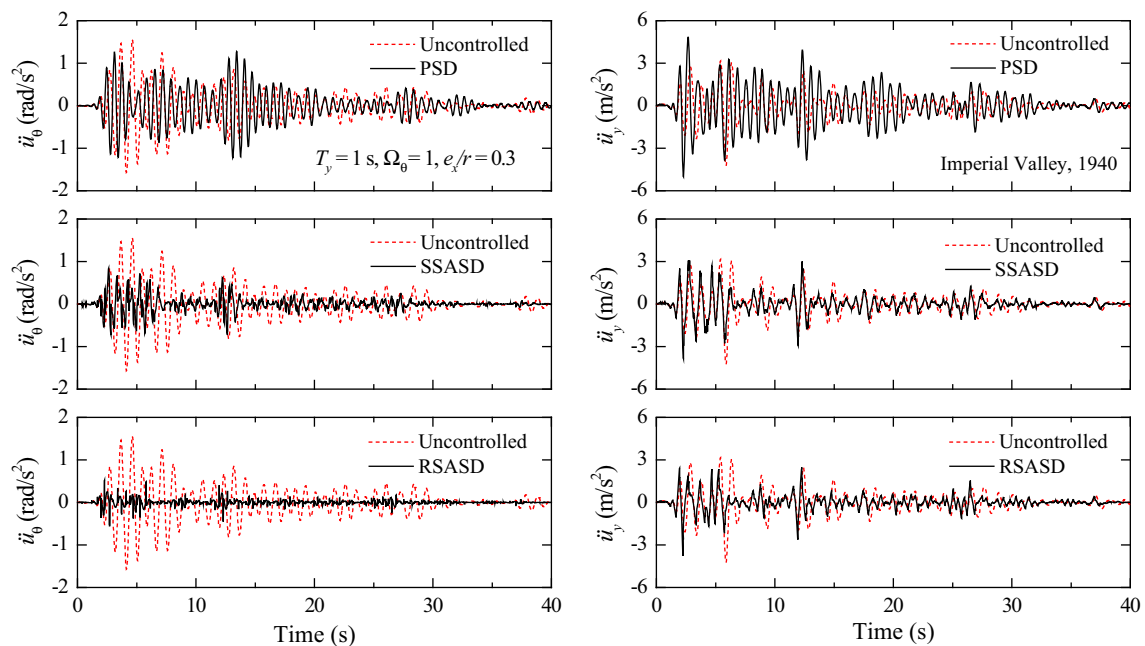 2
1
0
-1
-2
ü_θ (rad/s²)
Uncontrolled
PSD
T_y = 1 s, Ω_θ = 1, e_x/r = 0.3
6
3
0
-3
-6
ü_y (m/s²)
Uncontrolled
PSD
Imperial Valley, 1940
2
1
0
-1
-2
ü_θ (rad/s²)
Uncontrolled
SSASD
6
3
0
-3
-6
ü_y (m/s²)
Uncontrolled
SSASD
2
1
0
-1
-2
ü_θ (rad/s²)
Uncontrolled
RSASD
0 10 20 30 40
Time (s)
6
3
0
-3
-6
ü_y (m/s²)
Uncontrolled
RSASD
0 10 20 30 40
Time (s)